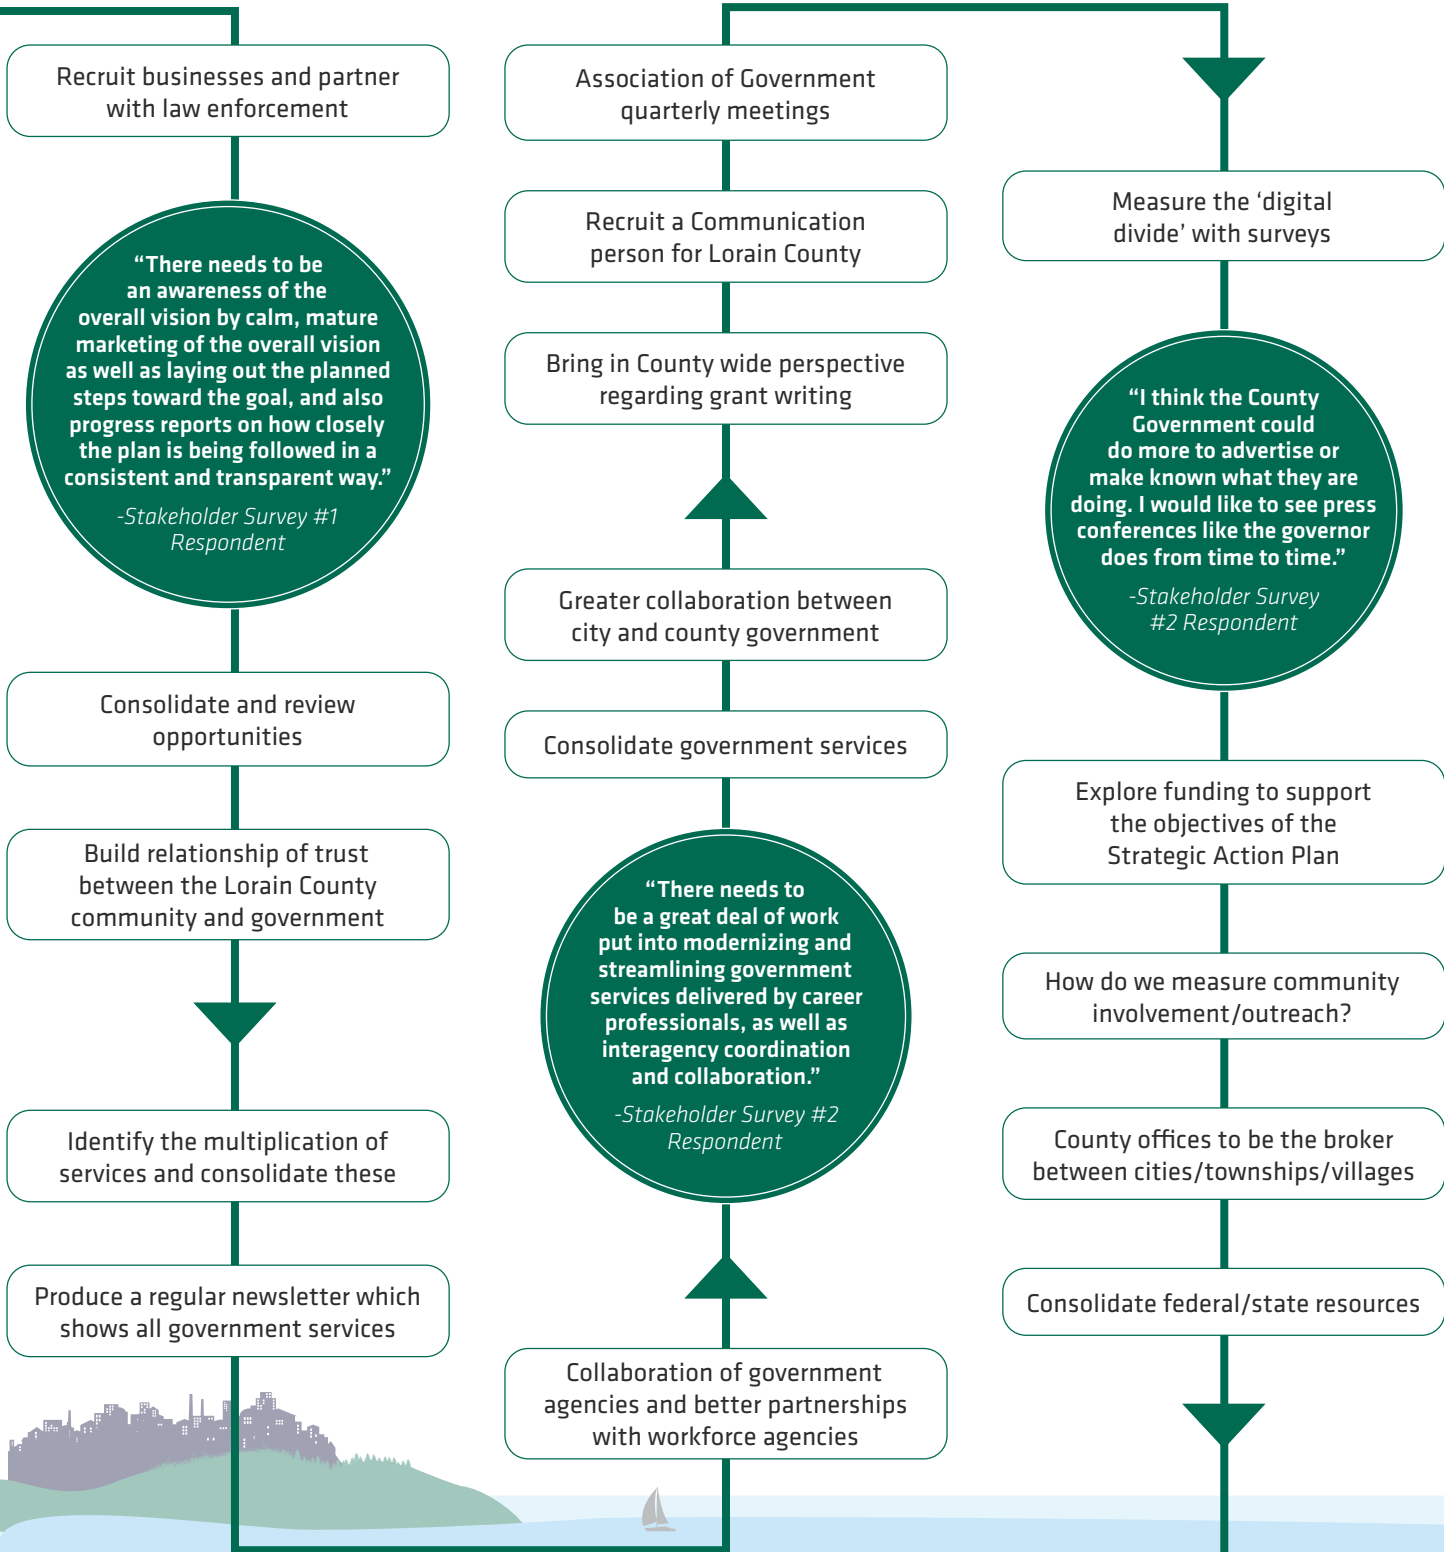 Recruit businesses and partner
with law enforcement
“There needs to be
an awareness of the
overall vision by calm, mature
marketing of the overall vision
as well as laying out the planned
steps toward the goal, and also
progress reports on how closely
the plan is being followed in a
consistent and transparent way.”
-Stakeholder Survey #1
Respondent
Consolidate and review
opportunities
Build relationship of trust
between the Lorain County
community and government
Identify the multiplication of
services and consolidate these
Produce a regular newsletter which
shows all government services
Association of Government
quarterly meetings
Recruit a Communication
person for Lorain County
Bring in County wide perspective
regarding grant writing
Greater collaboration between
city and county government
Consolidate government services
“There needs to
be a great deal of work
put into modernizing and
streamlining government
services delivered by career
professionals, as well as
interagency coordination
and collaboration.”
-Stakeholder Survey #2
Respondent
Collaboration of government
agencies and better partnerships
with workforce agencies
Measure the ‘digital
divide’ with surveys
“I think the County
Government could
do more to advertise or
make known what they are
doing. I would like to see press
conferences like the governor
does from time to time.”
-Stakeholder Survey
#2 Respondent
Explore funding to support
the objectives of the
Strategic Action Plan
How do we measure community
involvement/outreach?
County offices to be the broker
between cities/townships/villages
Consolidate federal/state resources